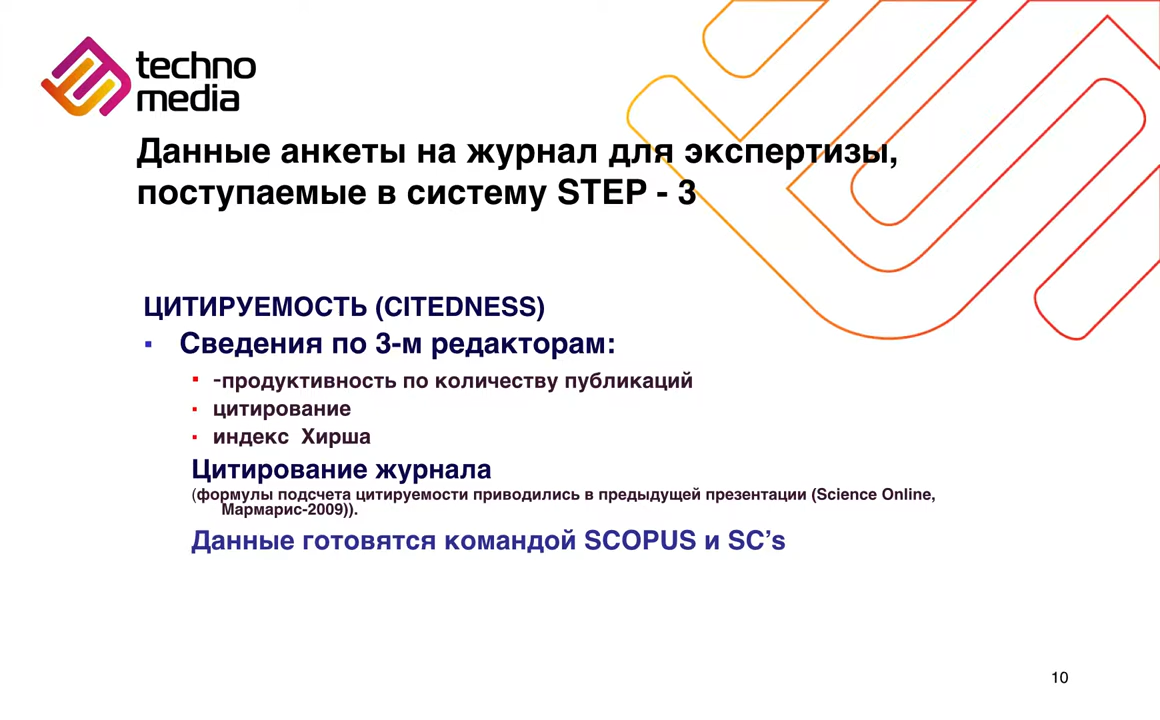 techno
media
Данные анкеты на журнал для экспертизы,
поступаемые в систему STEP - 3
ЦИТИРУЕМОСТЬ (CITEDNESS)
▪ Сведения по 3-м редакторам:
▪ -продуктивность по количеству публикаций
▪ цитирование
▪ индекс Хирша
Цитирование журнала
(формулы подсчета цитируемости приводились в предыдущей презентации (Science Online,
Мармарис-2009)).
Данные готовятся командой SCOPUS и SC’s
10